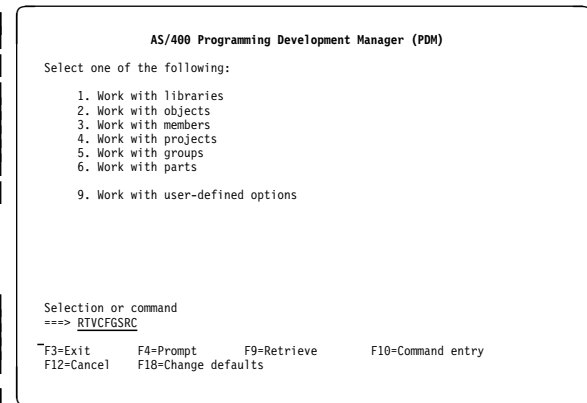 AS/400 Programming Development Manager (PDM)
Select one of the following:
1. Work with libraries
2. Work with objects
3. Work with members
4. Work with projects
5. Work with groups
6. Work with parts
9. Work with user-defined options
Selection or command
===> RTVCFGSRC
F3=Exit F4=Prompt F9=Retrieve F10=Command entry
F12=Cancel F18=Change defaults